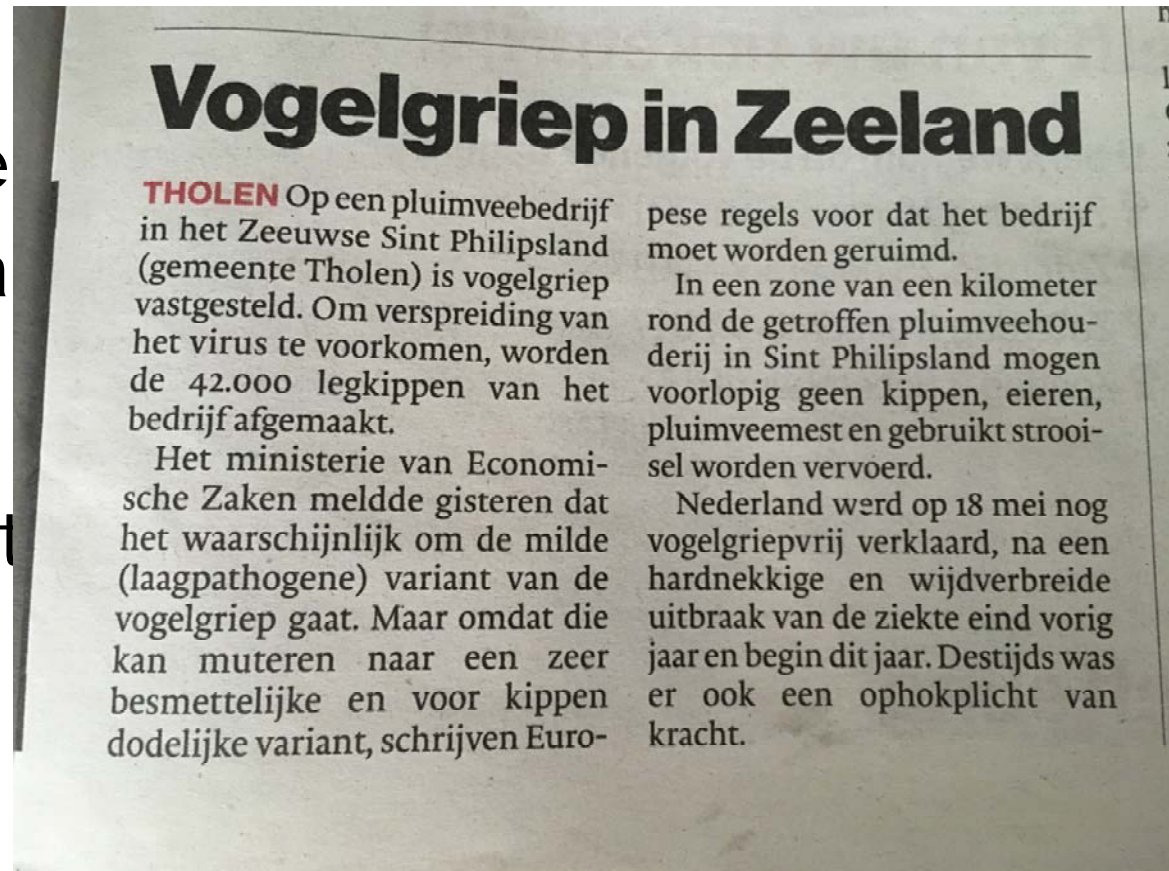 Vogelgriep in Zeeland
THOLEN Op een pluimveebedrijf
in het Zeeuwse Sint Philipsland
(gemeente Tholen) is vogelgriep
vastgesteld. Om verspreiding van
het virus te voorkomen, worden
de 42.000 legkippen van het
bedrijf afgemaakt.
Het ministerie van Economi-
sche Zaken meldde gisteren dat
het waarschijnlijk om de milde
(laagpathogene) variant van de
vogelgriep gaat. Maar omdat die
kan muteren naar een zeer
besmettelijke en voor kippen
dodelijke variant, schrijven Euro-
pese regels voor dat het bedrijf
moet worden geruimd.
In een zone van een kilometer
rond de getroffen pluimveehou-
derij in Sint Philipsland mogen
voorlopig geen kippen, eieren,
pluimveemest en gebruikt strooi-
sel worden vervoerd.
Nederland werd op 18 mei nog
vogelgriepvrij verklaard, na een
hardnekkige en wijdverbreide
uitbraak van de ziekte eind vorig
jaar en begin dit jaar. Destijds was
er ook een ophokplicht van
kracht.